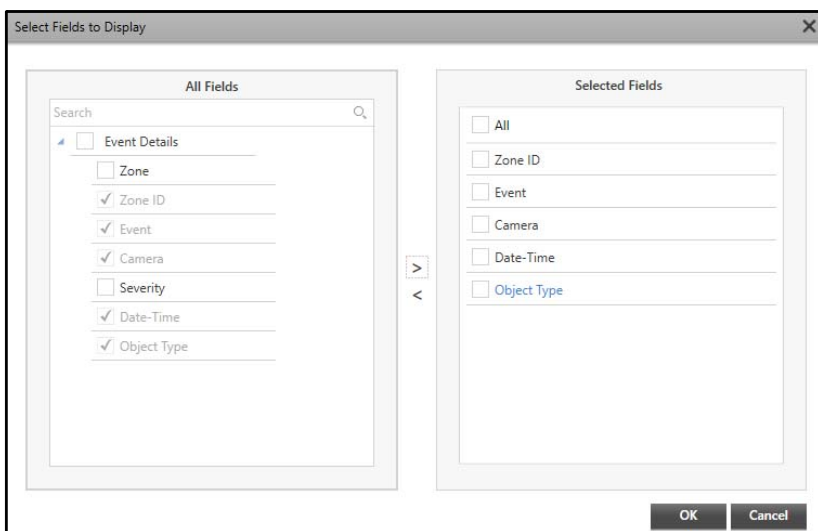 Select Fields to Display
All Fields
Search
Event Details
Zone
Zone ID
Event
Camera
Severity
Date-Time
Object Type
>
<
Selected Fields
All
Zone ID
Event
Camera
Date-Time
Object Type
OK
Cancel